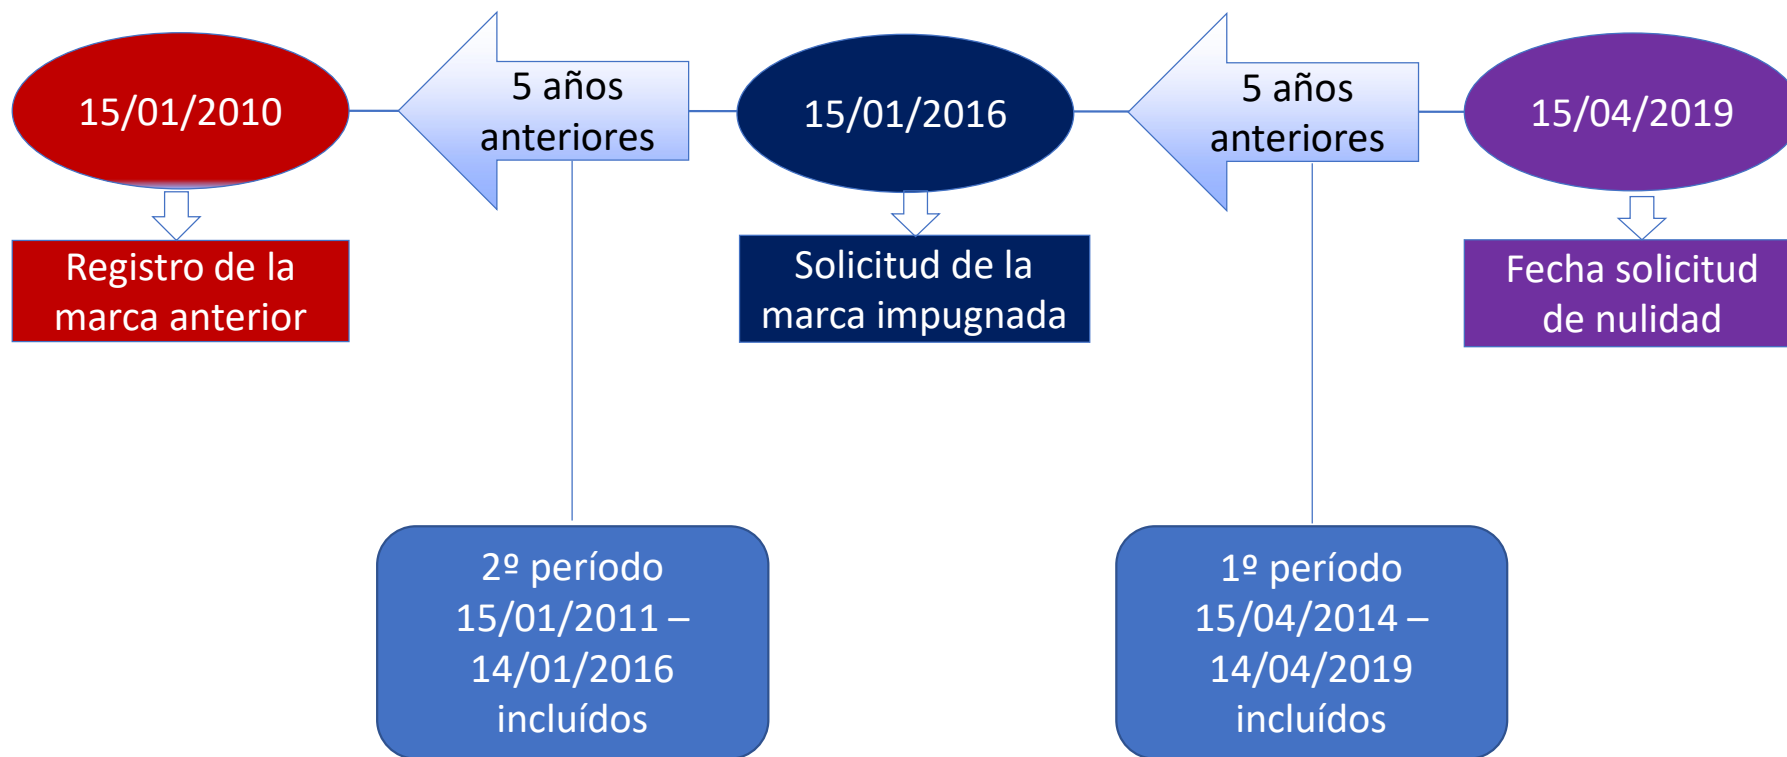 15/01/2010
5 años
anteriores
15/01/2016
5 años
anteriores
15/04/2019
Registro de la
marca anterior
Solicitud de la
marca impugnada
Fecha solicitud
de nulidad
2º período
15/01/2011 –
14/01/2016
incluídos
1º período
15/04/2014 –
14/04/2019
incluídos